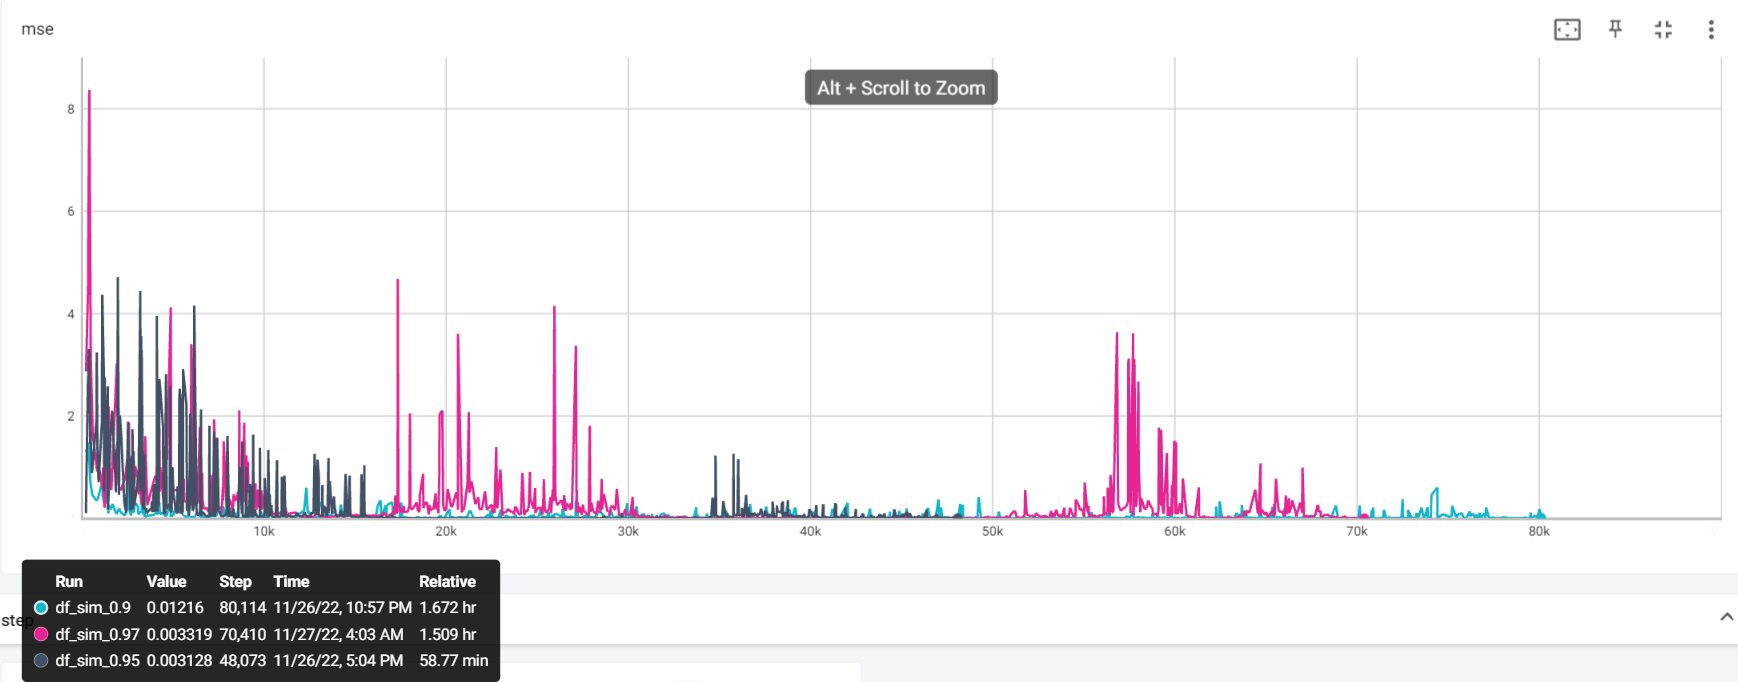 mse
Alt + Scroll to Zoom
8
6
4
2
10k 20k 30k 40k 50k 60k 70k 80k
Run Value Step Time Relative
df_sim_0.9 0.01216 80,114 11/26/22, 10:57 PM 1.672 hr
df_sim_0.97 0.003319 70,410 11/27/22, 4:03 AM 1.509 hr
df_sim_0.95 0.003128 48,073 11/26/22, 5:04 PM 58.77 min
step